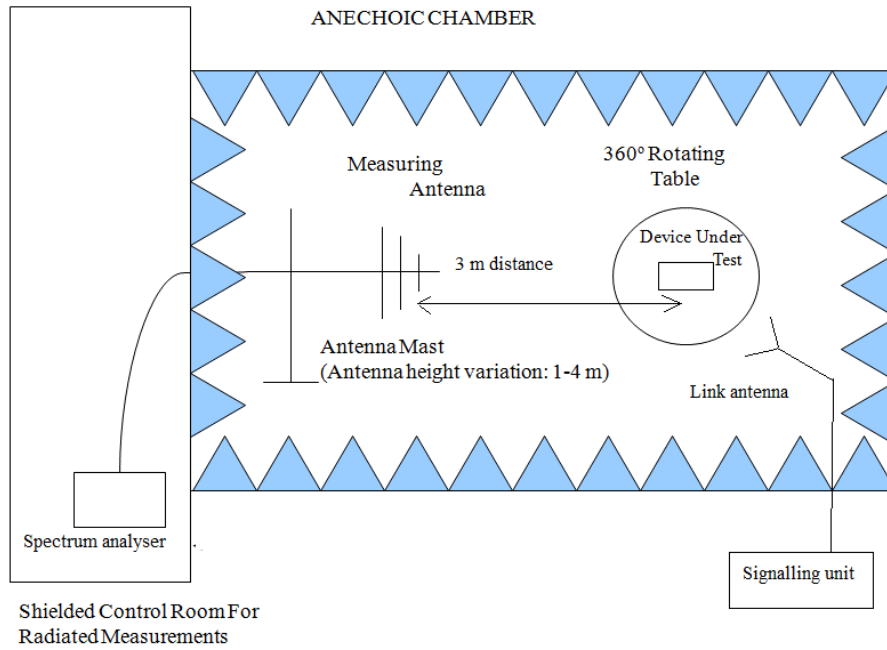 ANECHOIC CHAMBER
Measuring
Antenna
360º Rotating
Table
Device Under
Test
3 m distance
Antenna Mast
(Antenna height variation: 1-4 m)
Link antenna
Spectrum analyser
Signalling unit
Shielded Control Room For
Radiated Measurements